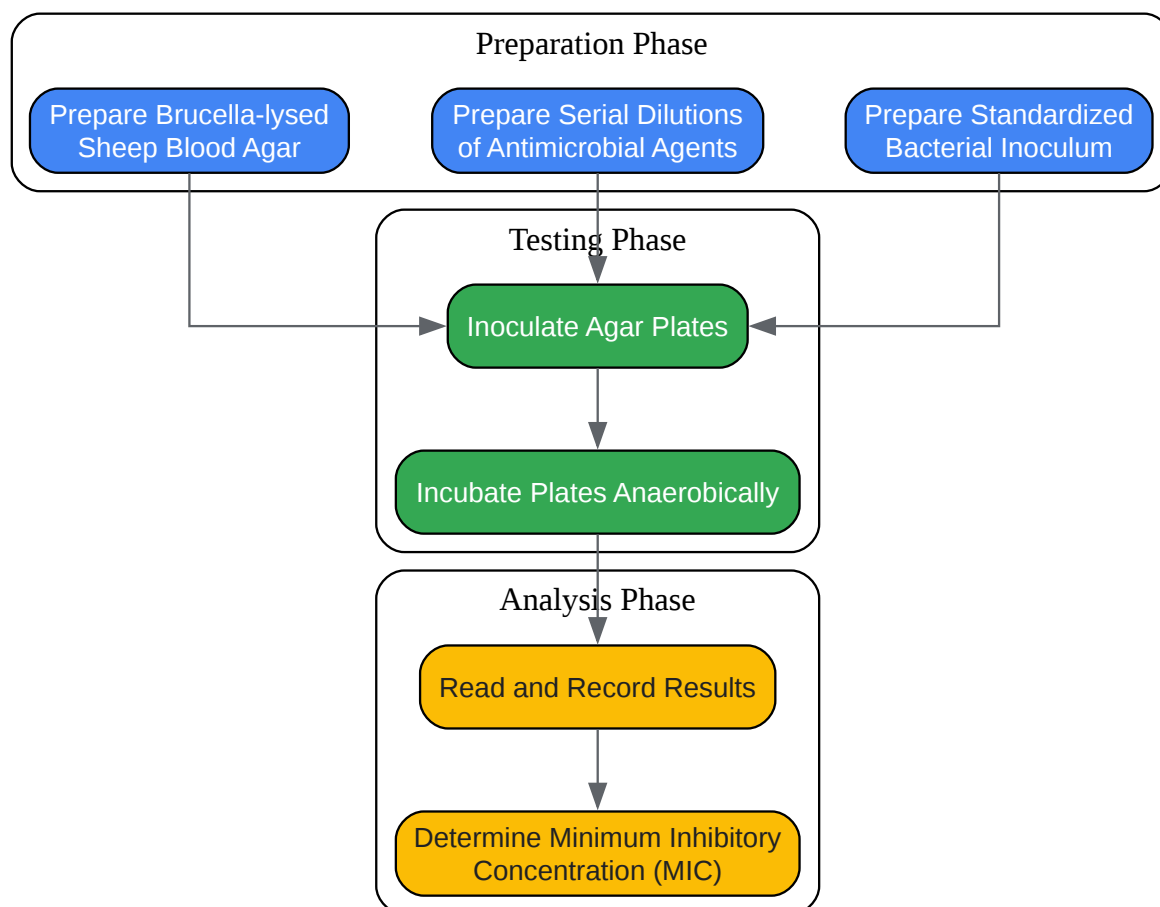 Preparation Phase
Prepare Brucella-lysed
Sheep Blood Agar
Prepare Serial Dilutions
of Antimicrobial Agents
Prepare Standardized
Bacterial Inoculum
Testing Phase
Inoculate Agar Plates
Incubate Plates Anaerobically
Analysis Phase
Read and Record Results
Determine Minimum Inhibitory
Concentration (MIC)